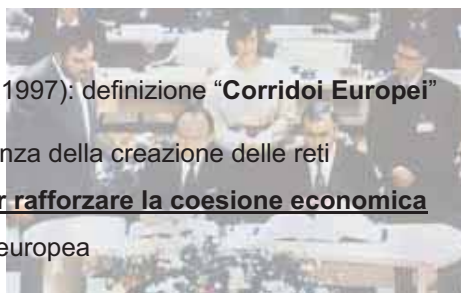 1997): definizione “Corridoi Europei”
nza della creazione delle reti
r rafforzare la coesione economica
europea